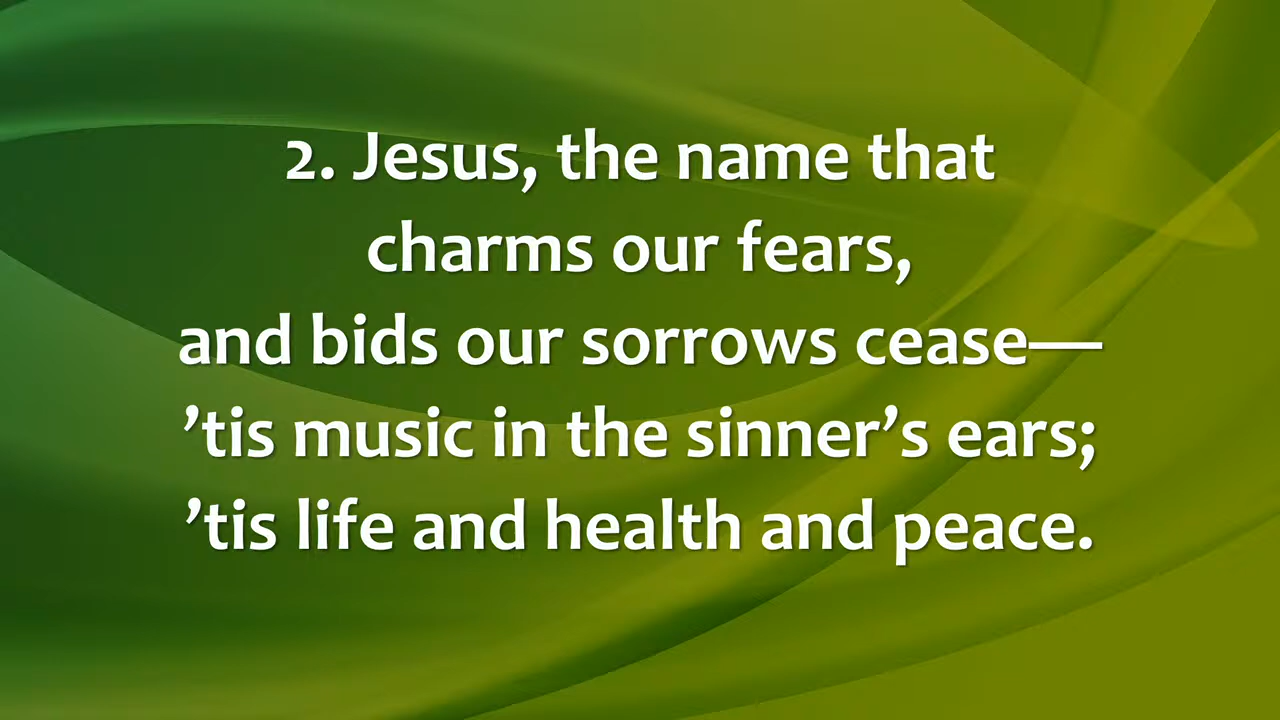 2. Jesus, the name that
charms our fears,
and bids our sorrows cease—
’tis music in the sinner’s ears;
’tis life and health and peace.